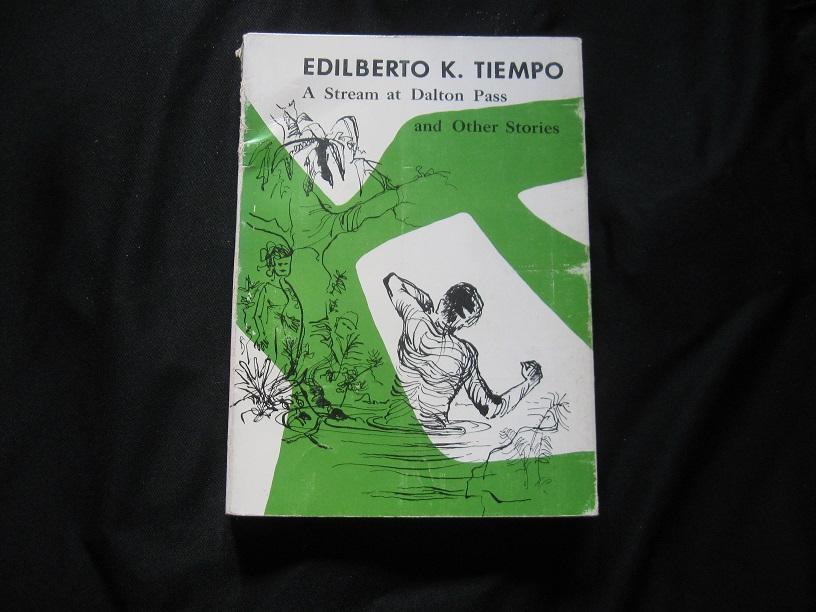 EDILBERTO K. TIEMPO
A Stream at Dalton Pass
and Other Stories